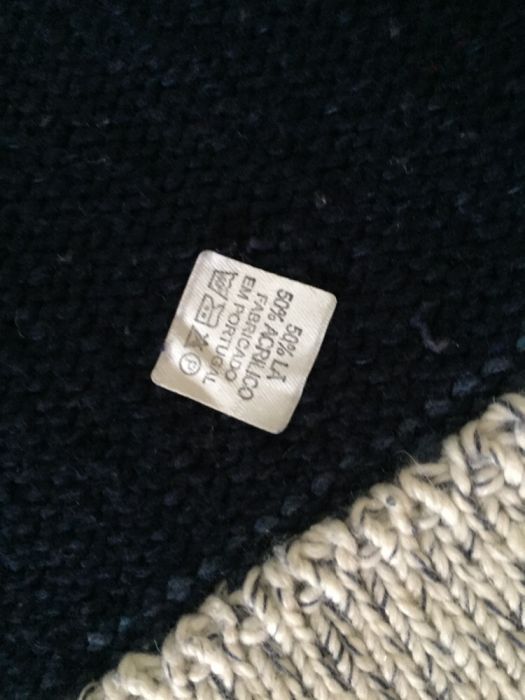 50% LÃ
50% ACRÍLICO
FABRICADO
EM PORTUGAL
P